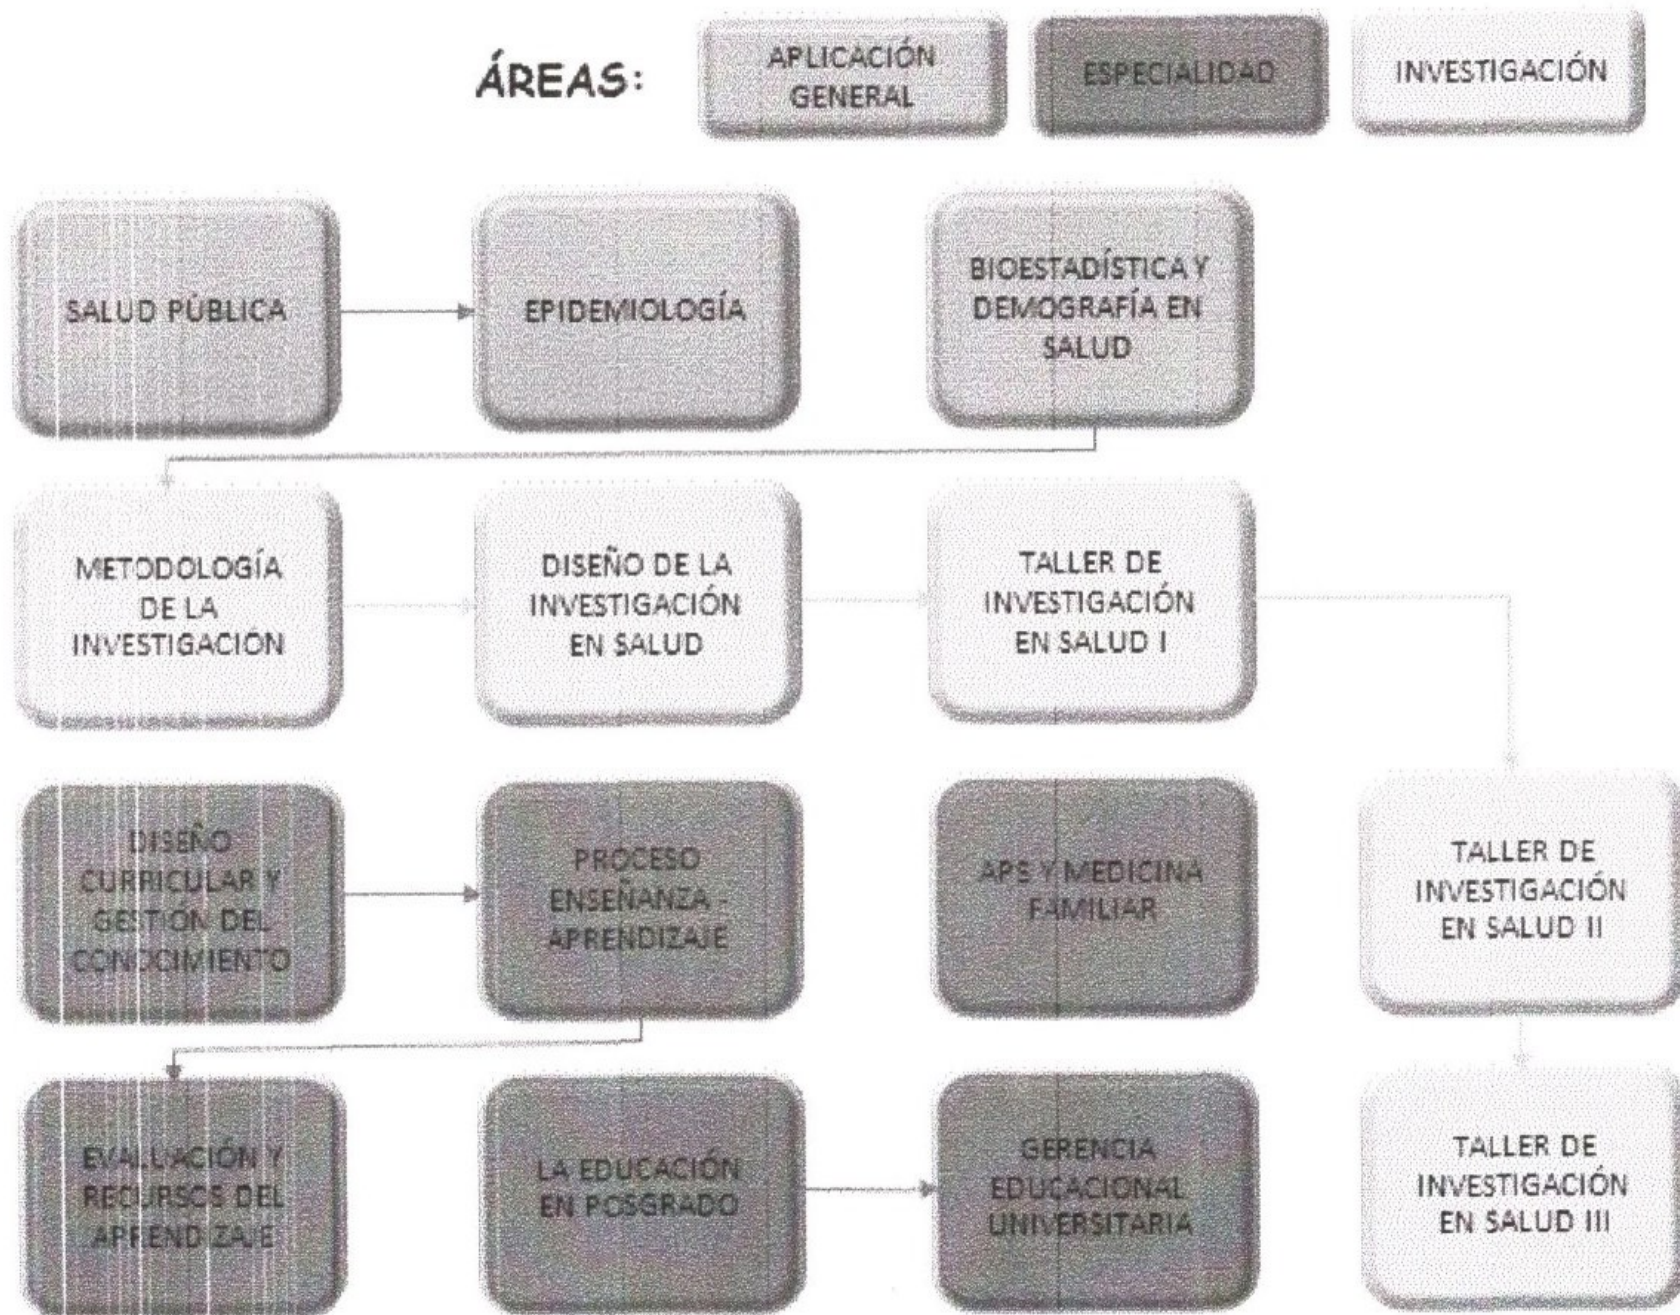 ÁREAS:
APLICACIÓN
GENERAL
ESPECIALIDAD
INVESTIGACIÓN
SALUD PÚBLICA
EPIDEMIOLOGÍA
BIOESTADÍSTICA Y
DEMOGRAFÍA EN
SALUD
METODOLOGÍA
DE LA
INVESTIGACIÓN
DISEÑO DE LA
INVESTIGACIÓN
EN SALUD
TALLER DE
INVESTIGACIÓN
EN SALUD I
DISEÑO
CURRICULAR Y
GESTIÓN DEL
CONOCIMIENTO
PROCESO
ENSEÑANZA -
APRENDIZAJE
APS Y MEDICINA
FAMILIAR
TALLER DE
INVESTIGACIÓN
EN SALUD II
EVALUACIÓN Y
RECURSOS DEL
APRENDIZAJE
LA EDUCACIÓN
EN POSGRADO
GERENCIA
EDUCACIONAL
UNIVERSITARIA
TALLER DE
INVESTIGACIÓN
EN SALUD III